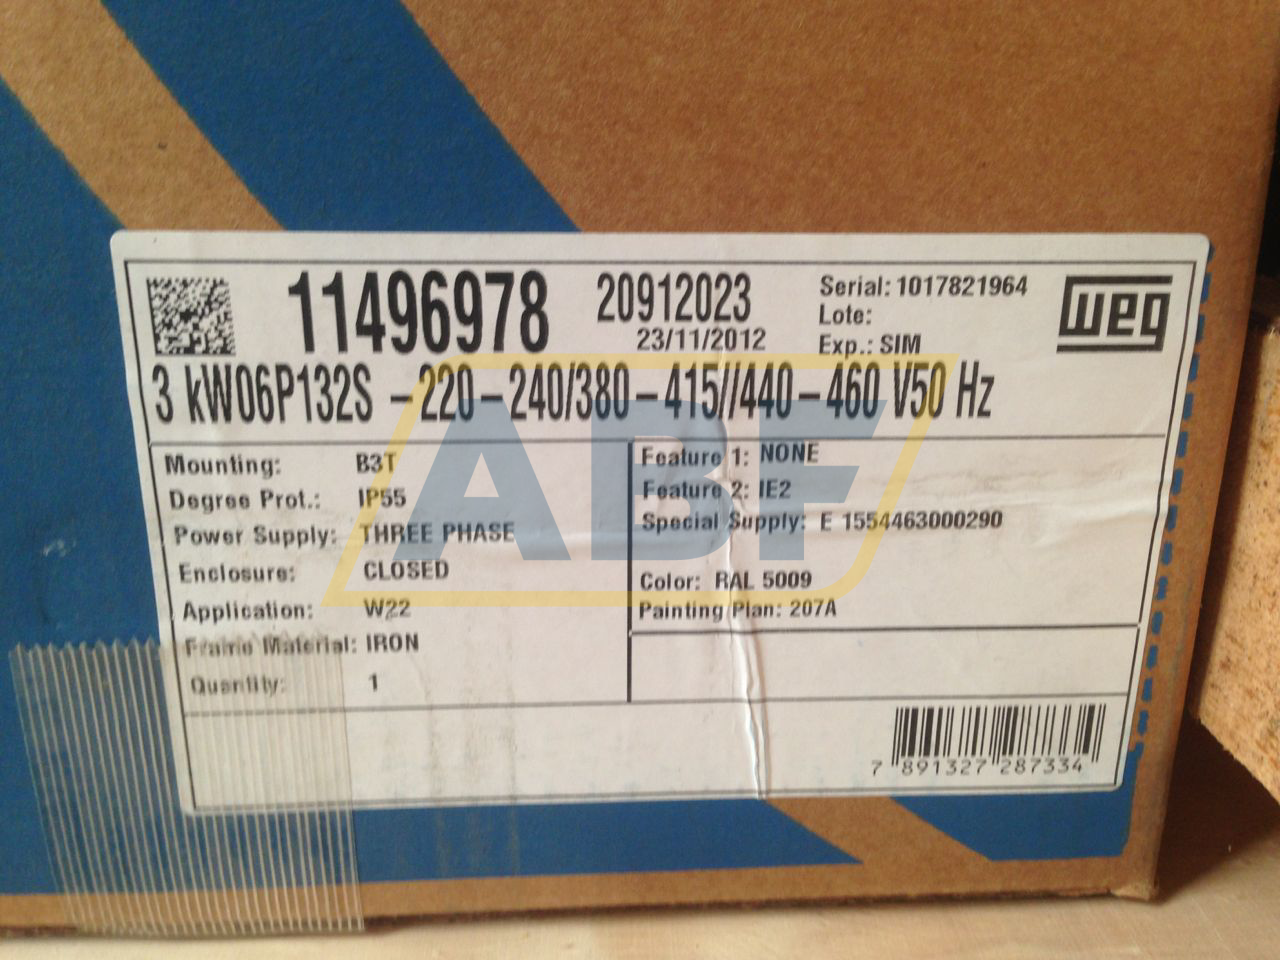 11496978
20912023
23/11/2012
Serial: 1017821964
Lote:
Exp.: SIM
weg
3 kW06P132S -220-240/380-415//440-460 V50 Hz
Mounting: B3T
Degree Prot.: IP55
Power Supply: THREE PHASE
Enclosure: CLOSED
Application: W22
Frame Material: IRON
Quantity: 1
Feature 1: NONE
Feature 2: IE2
Special Supply: E 1554463000290
Color: RAL 5009
Painting Plan: 207A
ABF
7 891327 287334